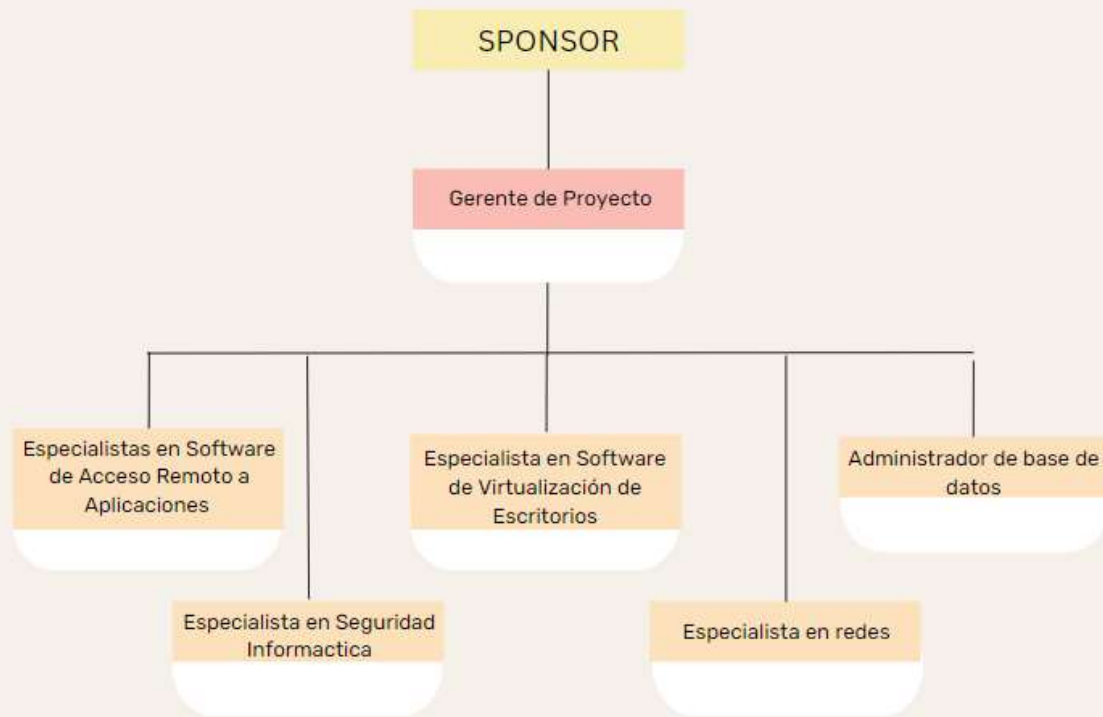 SPONSOR
Gerente de Proyecto
Especialistas en Software
de Acceso Remoto a
Aplicaciones
Especialista en Software
de Virtualización de
Escritorios
Administrador de base de
datos
Especialista en Seguridad
Informactica
Especialista en redes